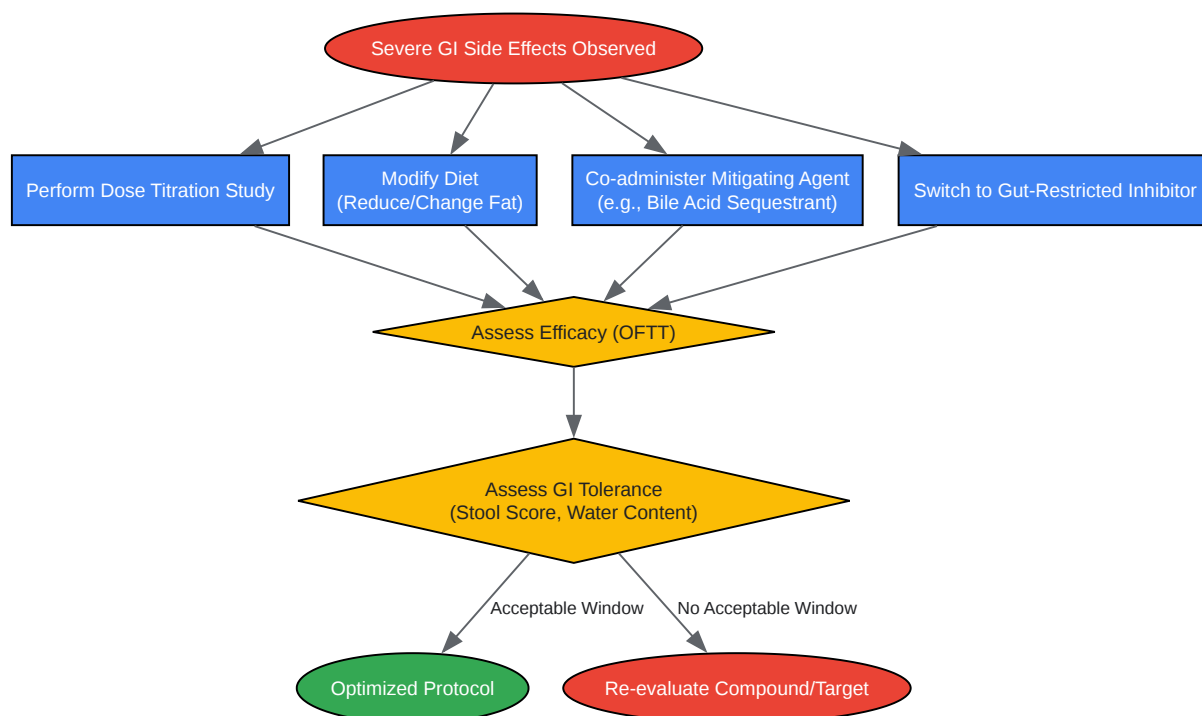 Severe GI Side Effects Observed
Perform Dose Titration Study
Modify Diet
(Reduce/Change Fat)
Co-administer Mitigating Agent
(e.g., Bile Acid Sequestrant)
Switch to Gut-Restricted Inhibitor
Assess Efficacy (OFTT)
Assess GI Tolerance
(Stool Score, Water Content)
Acceptable Window
No Acceptable Window
Optimized Protocol
Re-evaluate Compound/Target